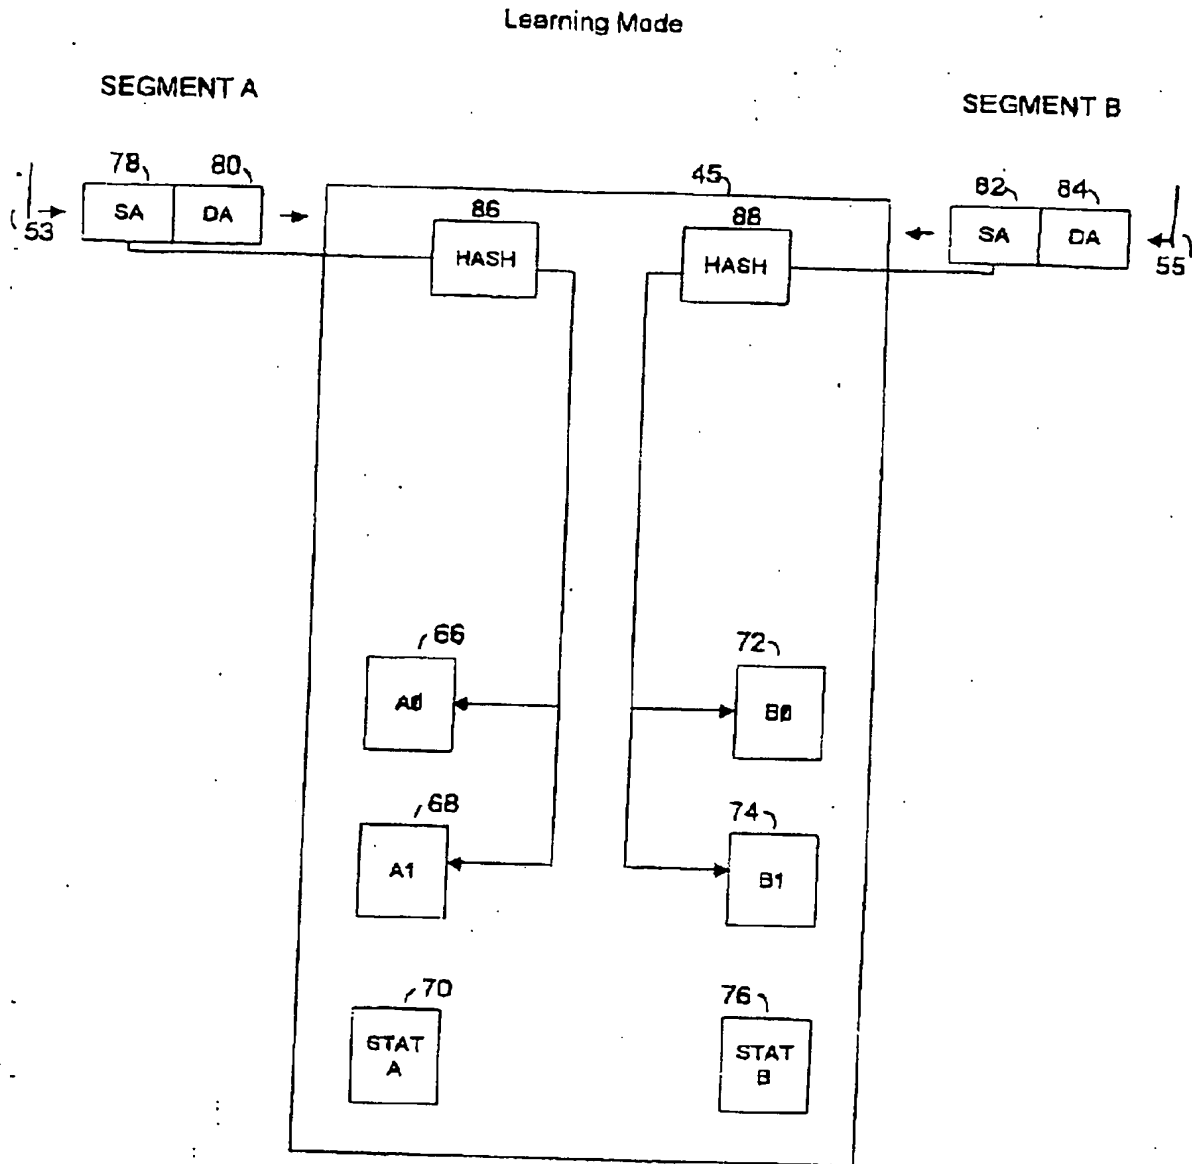 Learning Mode
SEGMENT A
SEGMENT B
78
80
45
82
84
SA
DA
86
88
SA
DA
53
HASH
HASH
55
66
72
A0
B0
68
74
A1
B1
70
76
STAT
A
STAT
B